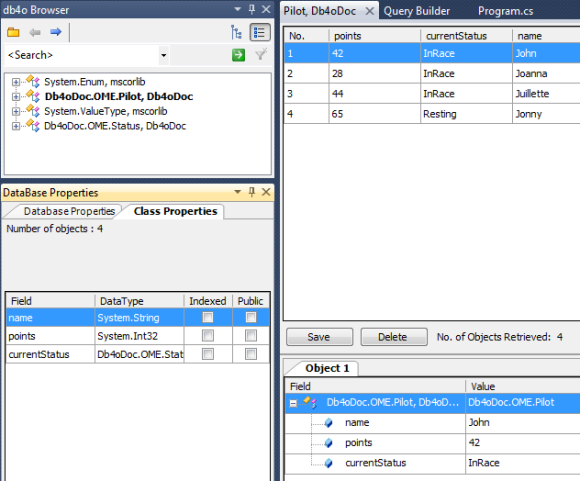 db4o Browser
<Search>
System.Enum, mscorlib
Db4oDoc.OME.Pilot, Db4oDoc
System.ValueType, mscorlib
Db4oDoc.OME.Status, Db4oDoc
DataBase Properties
Database Properties Class Properties
Number of objects : 4
Field DataType Indexed Public
name System.String
points System.Int32
currentStatus Db4oDoc.OME.Stat
Pilot, Db4oDoc Query Builder Program.cs
No. points currentStatus name
1 42 InRace John
2 28 InRace Joanna
3 44 InRace Juillette
4 65 Resting Jonny
Save Delete No. of Objects Retrieved: 4
Object 1
Field Value
Db4oDoc.OME.Pilot, Db4oD... Db4oDoc.OME.Pilot
name John
points 42
currentStatus InRace